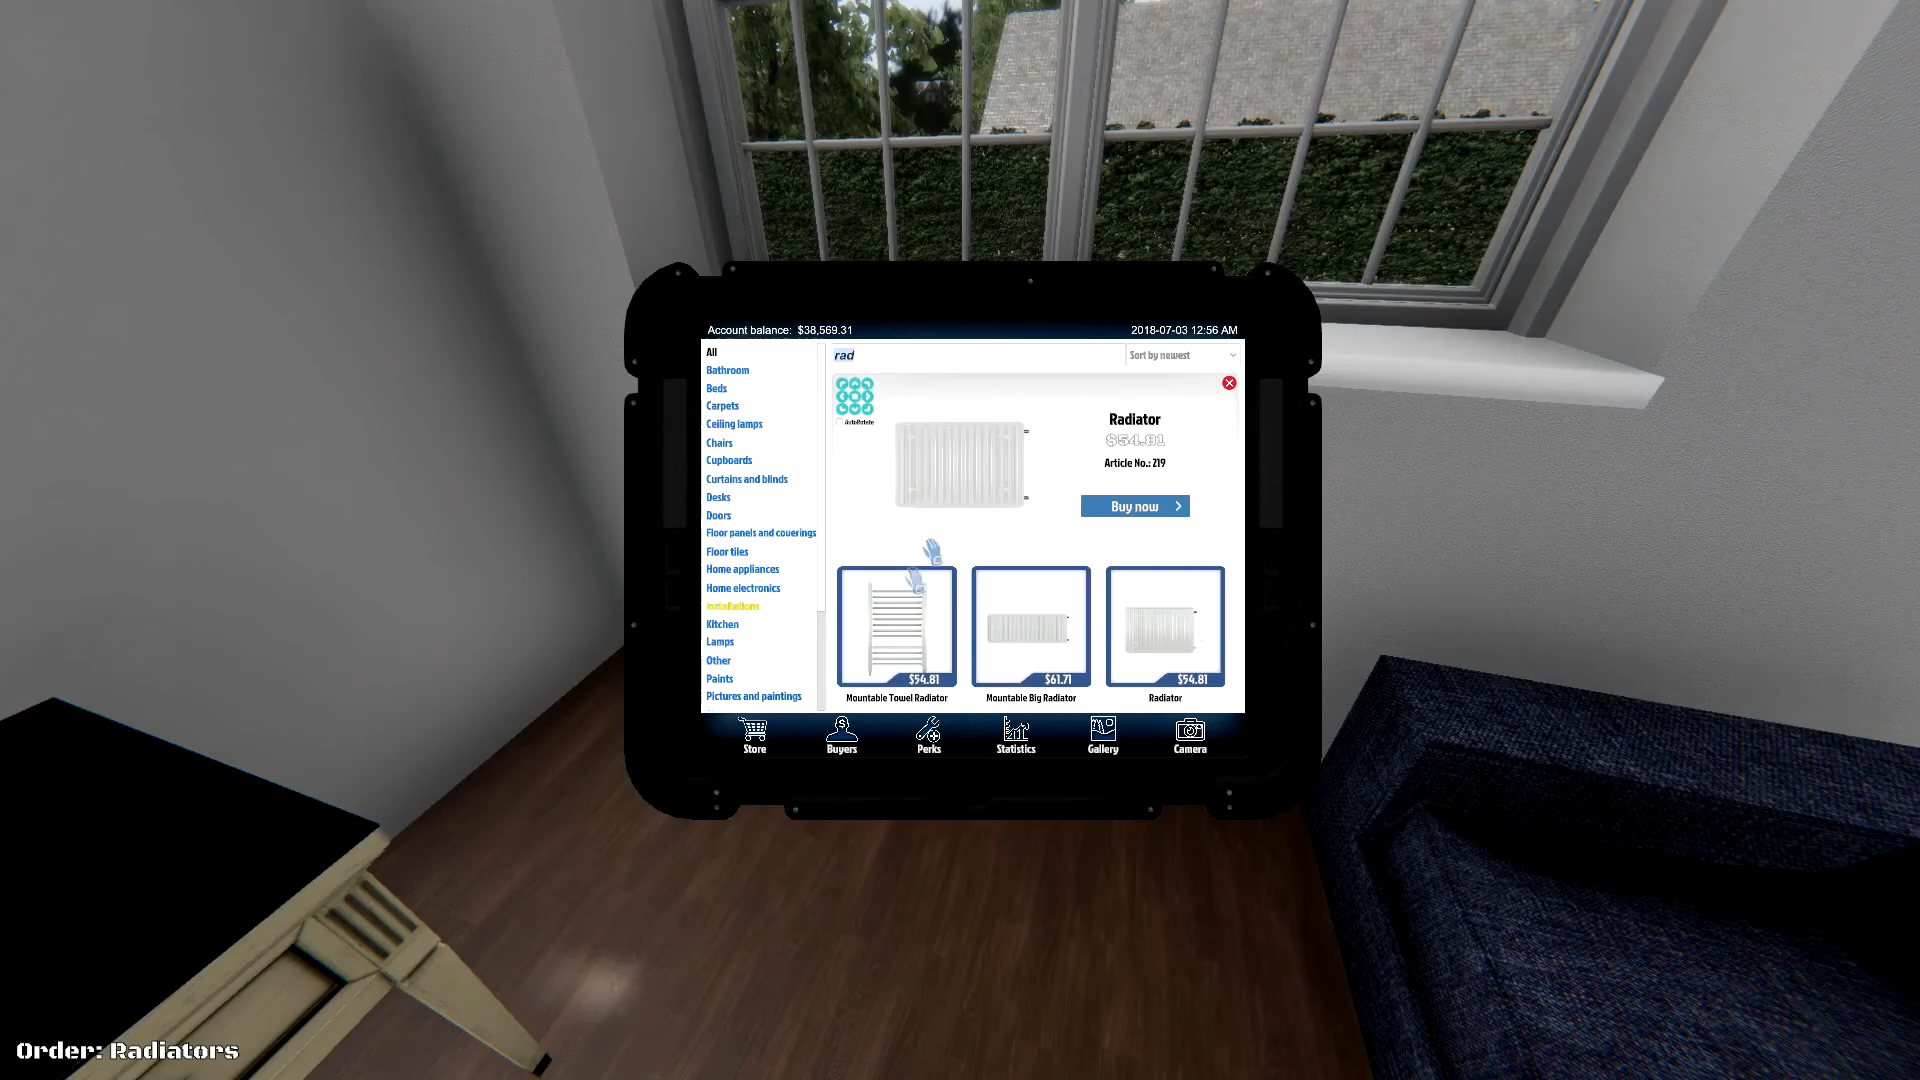 Account balance: $38,569.31
2018-07-03 12:56 AM
All
Bathroom
Beds
Carpets
Ceiling lamps
Chairs
Cupboards
Curtains and blinds
Desks
Doors
Floor panels and coverings
Floor tiles
Home appliances
Home electronics
Installations
Kitchen
Lamps
Other
Paints
Pictures and paintings
rad
Sort by newest
AutoRotate
Radiator
$54.81
Article No.: 219
Buy now
$54.81
Mountable Towel Radiator
$61.71
Mountable Big Radiator
$54.81
Radiator
Store
Buyers
Perks
Statistics
Gallery
Camera
Order: Radiators